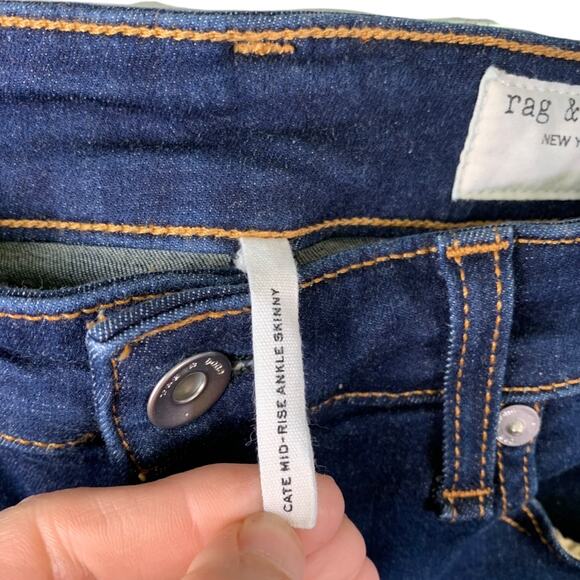 rag &
NEW Y
CATE MID-RISE ANKLE SKINNY